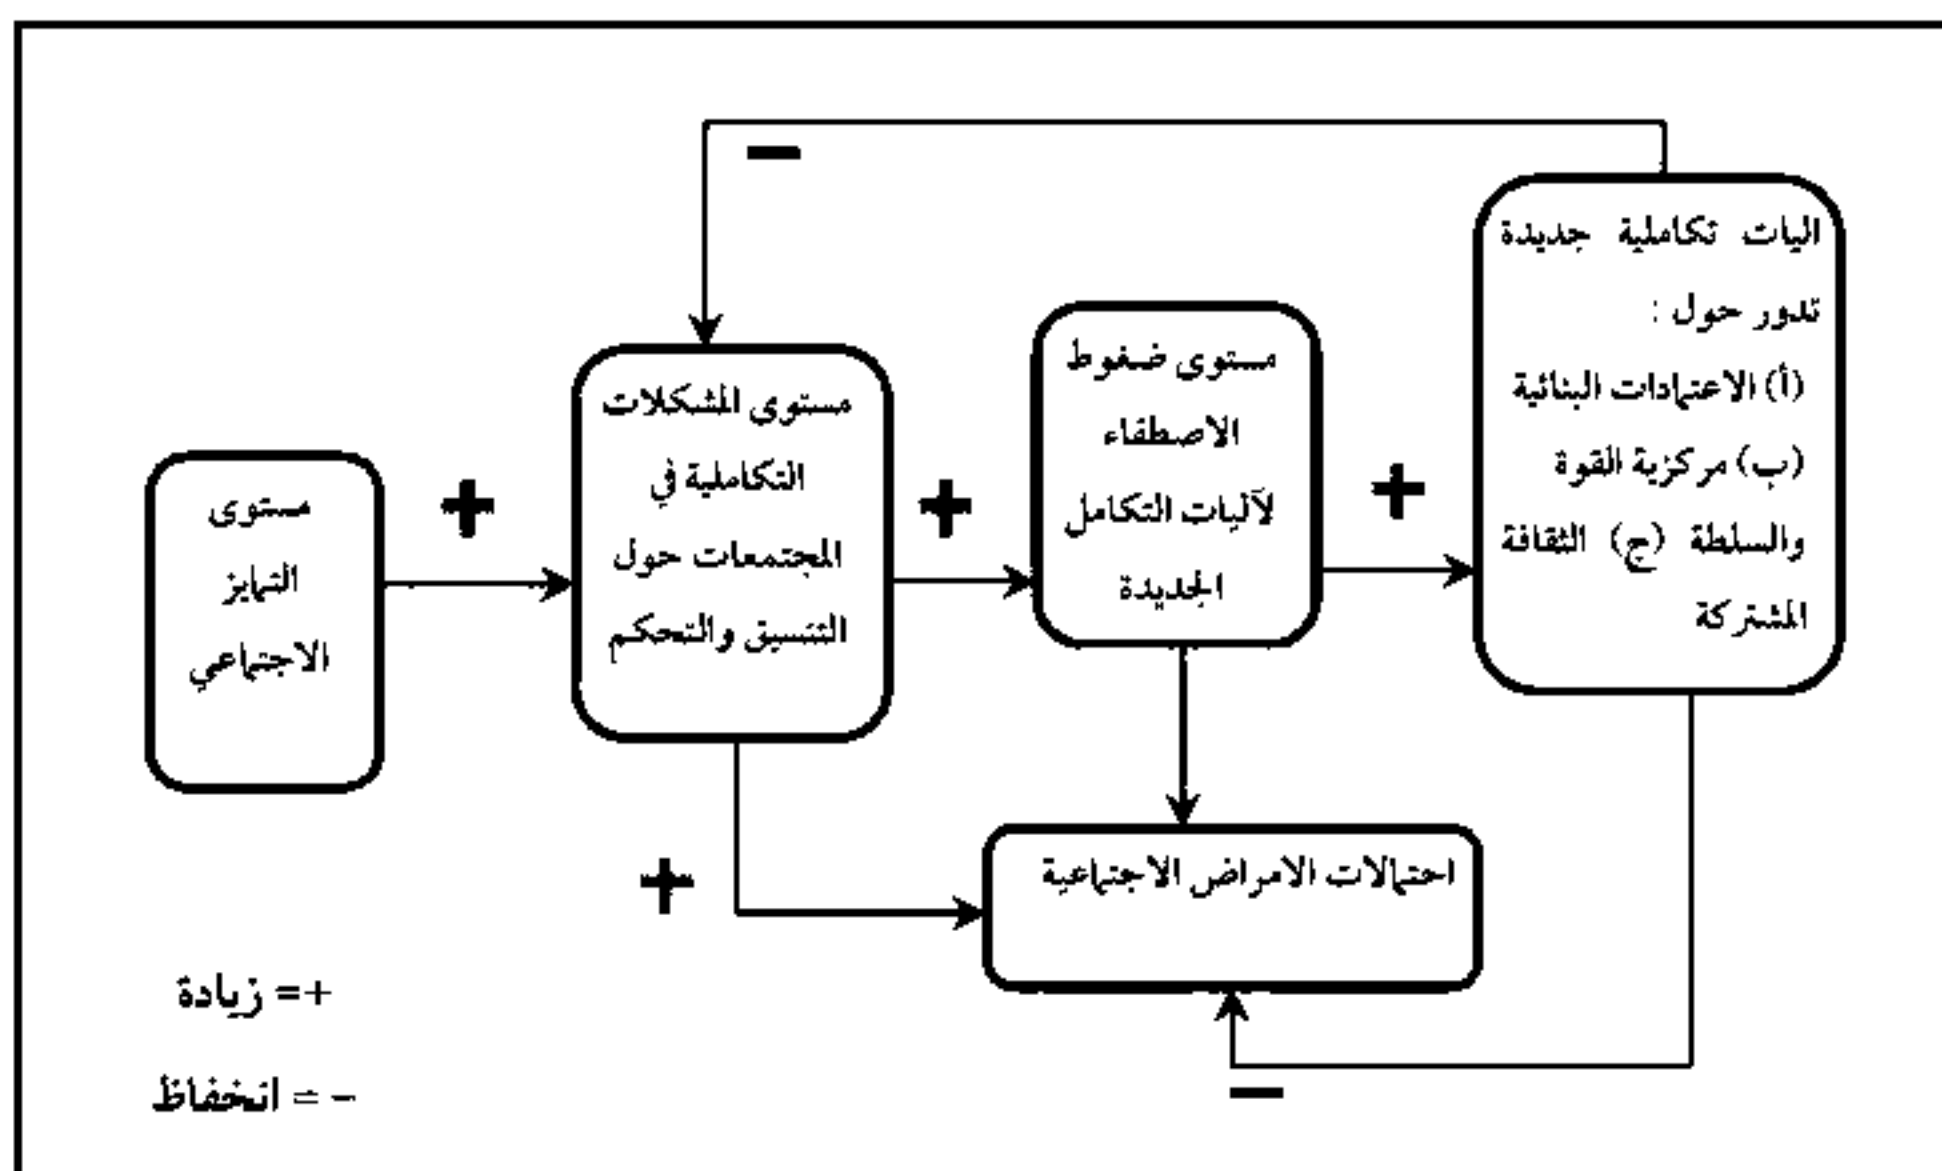 اليات تكاملية جديدة
تدور حول :
(أ) الاعتمادات البنائية
(ب) مركزية القوة
والسلطة (ج) الثقافة
المشتركة
مستوى ضغوط
الاصطفاء
لآليات التكامل
الجديدة
مستوى المشكلات
التكاملية في
المجتمعات حول
التنسيق والتحكم
مستوى
التمايز
الاجتماعي
احتمالات الامراض الاجتماعية
−
+
+
+
+
−
+= زيادة
− = انخفاظ